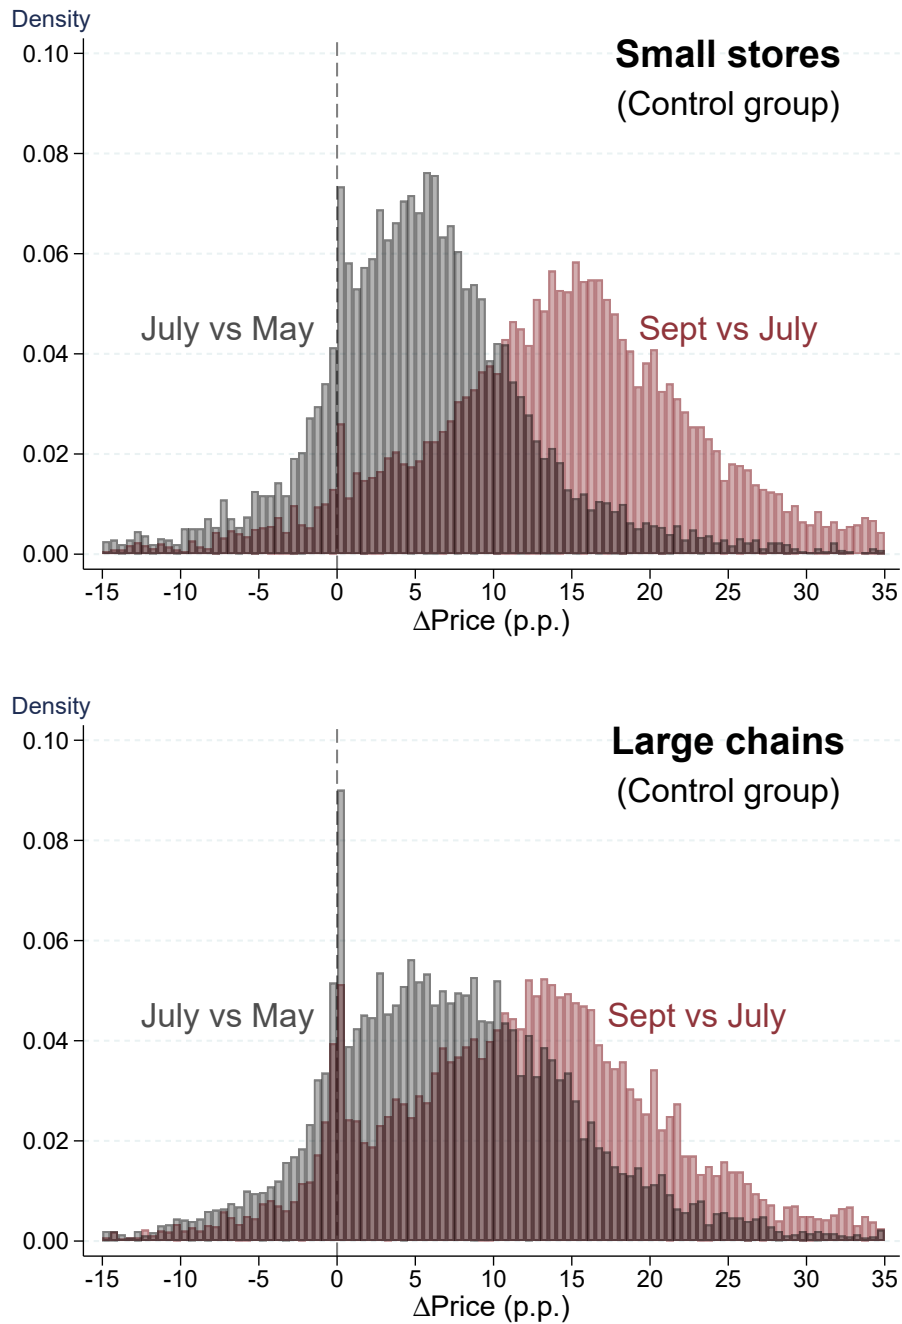 Density
Small stores
(Control group)
0.10
0.08
0.06
0.04
0.02
0.00
July vs May
Sept vs July
-15 -10 -5 0 5 10 15 20 25 30 35
ΔPrice (p.p.)
Density
Large chains
(Control group)
0.10
0.08
0.06
0.04
0.02
0.00
July vs May
Sept vs July
-15 -10 -5 0 5 10 15 20 25 30 35
ΔPrice (p.p.)